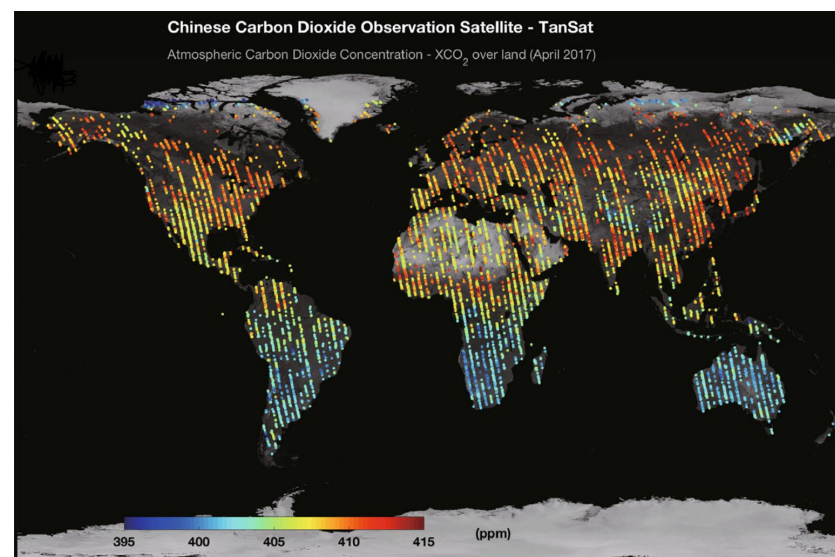 Chinese Carbon Dioxide Observation Satellite - TanSat
Atmospheric Carbon Dioxide Concentration - XCO₂ over land (April 2017)
395 400 405 410 415 (ppm)